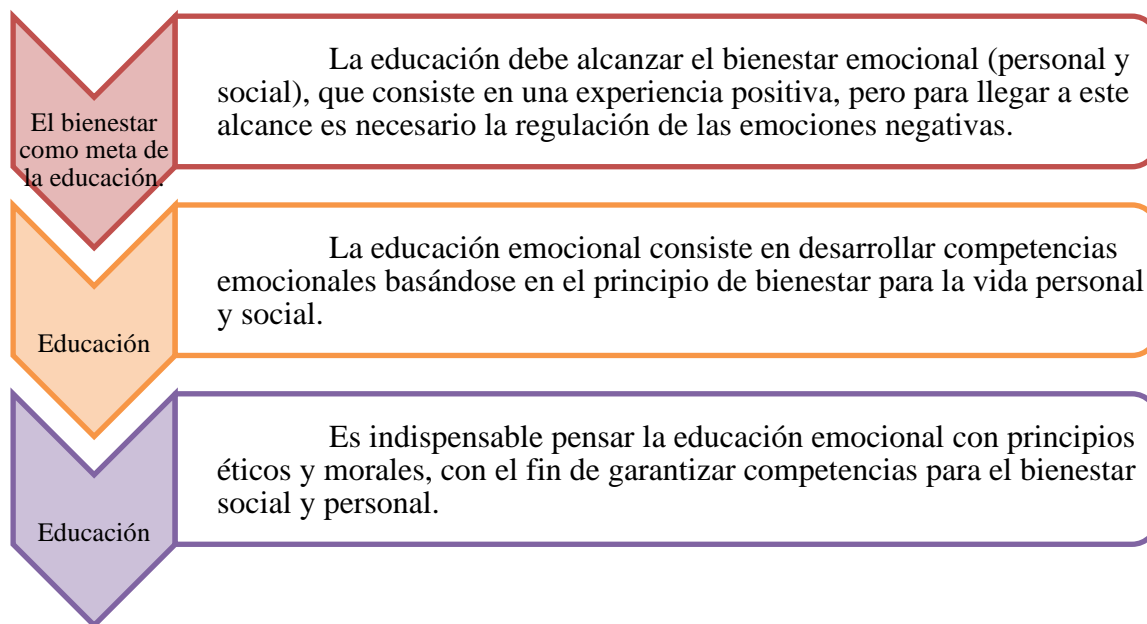 El bienestar
como meta de
la educación.
La educación debe alcanzar el bienestar emocional (personal y
social), que consiste en una experiencia positiva, pero para llegar a este
alcance es necesario la regulación de las emociones negativas.
Educación
La educación emocional consiste en desarrollar competencias
emocionales basándose en el principio de bienestar para la vida personal
y social.
Educación
Es indispensable pensar la educación emocional con principios
éticos y morales, con el fin de garantizar competencias para el bienestar
social y personal.